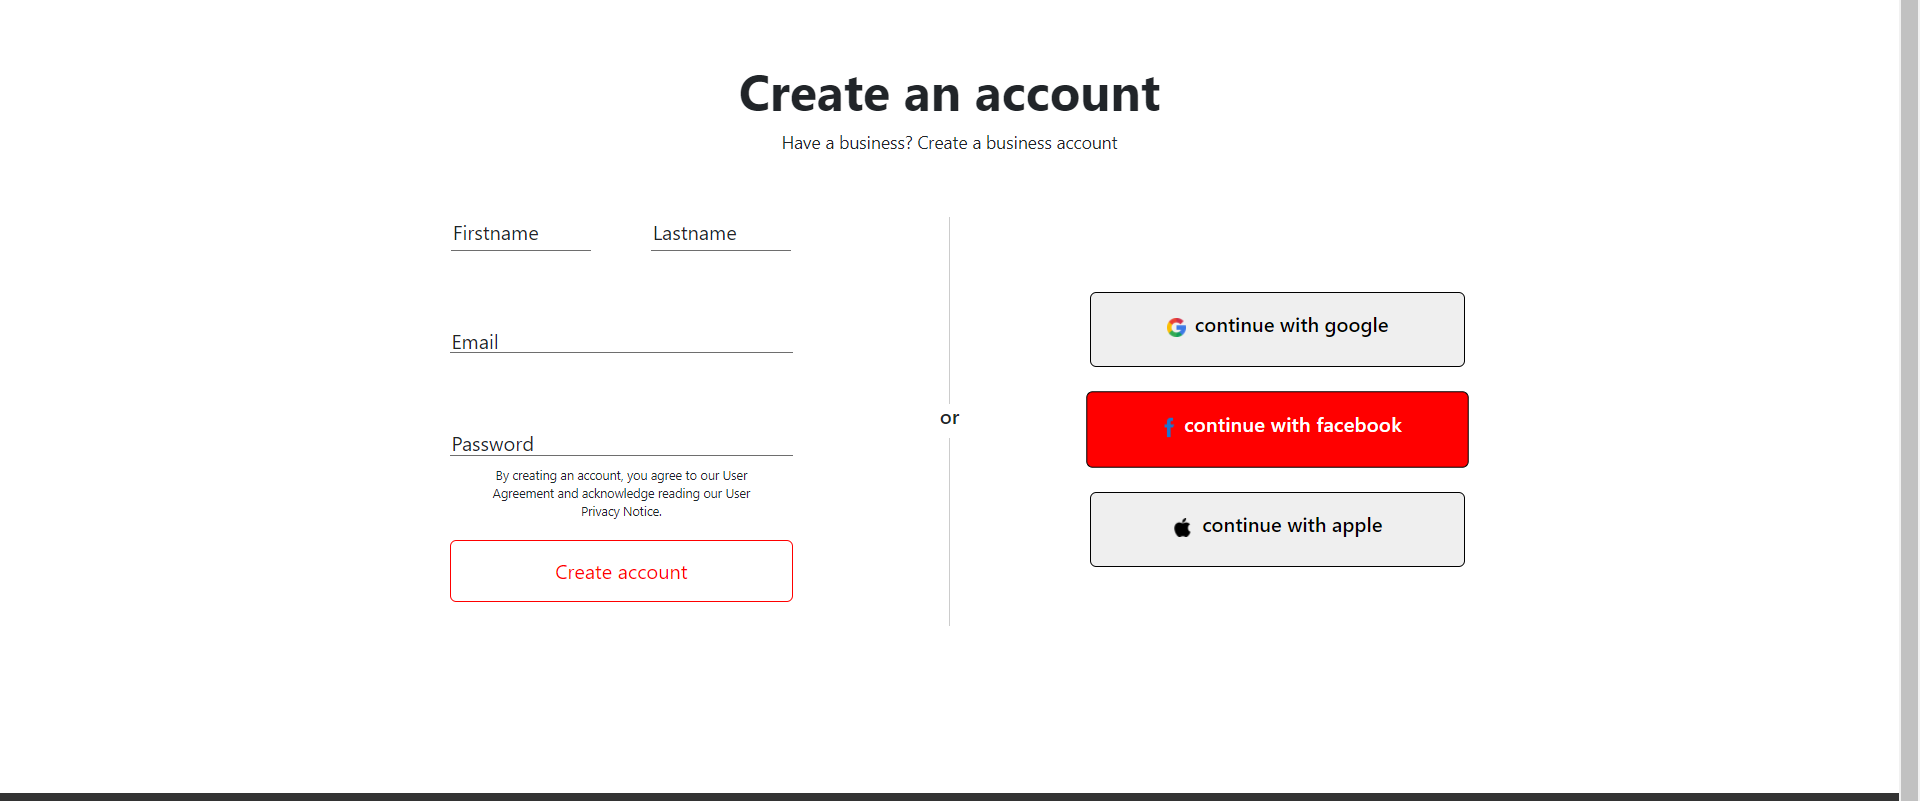 Create an account
Have a business? Create a business account
Firstname
Lastname
Email
Password
By creating an account, you agree to our User
Agreement and acknowledge reading our User
Privacy Notice.
Create account
or
continue with google
continue with facebook
continue with apple